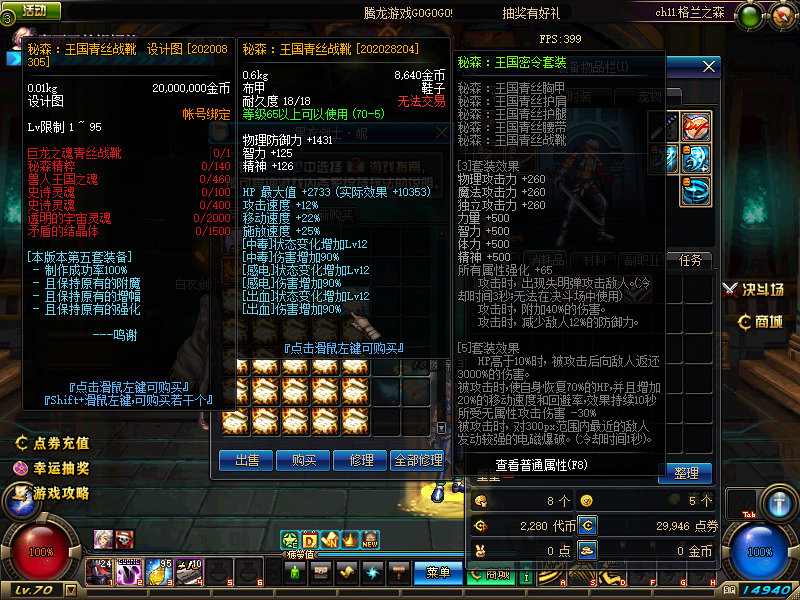 活动
腾龙游戏GOGOGO!
抽奖有好礼
ch11.格兰之森
FPS:399
秘森：王国青丝战靴 设计图 [20200
8305]
0.01kg
20,000,000金币
设计图
帐号绑定
Lv限制 1 ~ 95
巨龙之魂青丝战靴 0/1
秘森精粹 0/140
兽人王国之魂 0/460
史诗灵魂 0/100
史诗灵魂 0/400
透明的宇宙灵魂 0/2000
矛盾的结晶体 0/1500
[本版本第五套装备]
- 制作成功率100%
- 且保持原有的附魔
- 且保持原有的增幅
- 且保持原有的强化
---鸣谢
『点击滑鼠左键可购买』
『Shift+滑鼠左键,可购买若干个』
秘森：王国青丝战靴 [202028204]
0.6kg
8,640金币
布甲
鞋子
耐久度 18/18
无法交易
等级65以上可以使用 (70-5)
物理防御力 +1431
智力 +125
精神 +126
HP 最大值 +2733 (实际效果 +10353)
攻击速度 +12%
移动速度 +22%
施放速度 +25%
[中毒]状态变化增加Lv12
[中毒]伤害增加90%
[感电]状态变化增加Lv12
[感电]伤害增加90%
[出血]状态变化增加Lv12
[出血]伤害增加90%
『点击滑鼠左键可购买』
秘森：王国密令套装
秘森：王国青丝胸甲
秘森：王国青丝护肩
秘森：王国青丝护腿
秘森：王国青丝腰带
秘森：王国青丝战靴
[3]套装效果
物理攻击力 +260
魔法攻击力 +260
独立攻击力 +260
力量 +500
智力 +500
体力 +500
精神 +500
所有属性强化 +65
攻击时，出现失明弹攻击敌人。(冷
却时间3秒;无法在决斗场中使用)
攻击时，附加40%的伤害。
攻击时，减少敌人12%的防御力。
[5]套装效果
HP高于10%时，被攻击后向敌人返还
3000%的伤害。
被攻击时，使自身恢复70%的HP,并且增加
20%的移动速度和回避率,效果持续10秒
所受无属性攻击伤害 -30%
被攻击时，对300px范围内最近的敌人
发动较强的电磁爆破。(冷却时间1秒)。
查看普通属性(F8)
任务
决斗场
商城
点券充值
幸运抽奖
游戏攻略
出售
购买
修理
全部修理
整理
8 个
5 个
2,280 代币
29,946 点券
0 点
0 金币
Tab
100%
100%
Lv.70
疲劳值
NEW
菜单
商城
14940